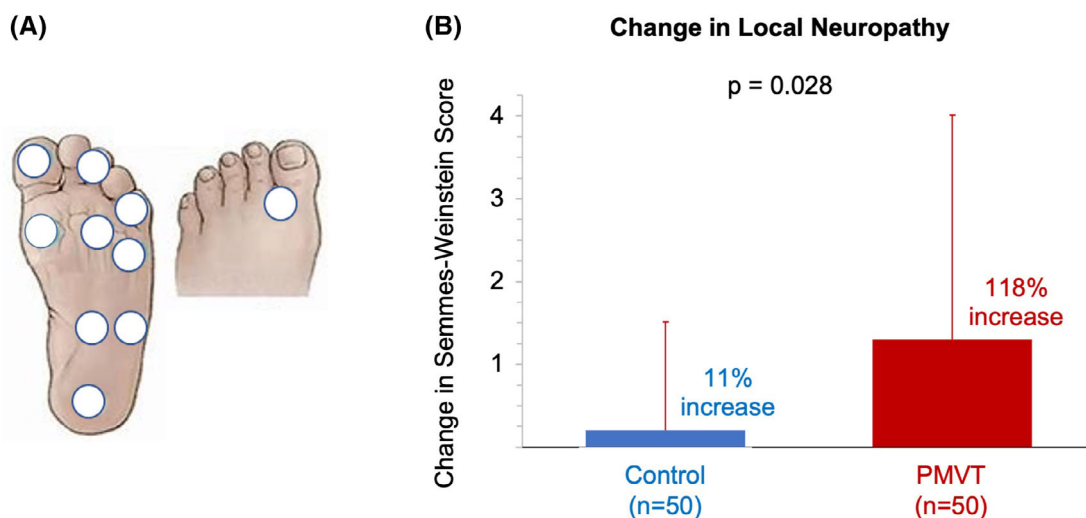 (A)
(B)
Change in Local Neuropathy
p = 0.028
Change in Semmes-Weinstein Score
4
3
2
1
11%
increase
118%
increase
Control
(n=50)
PMVT
(n=50)